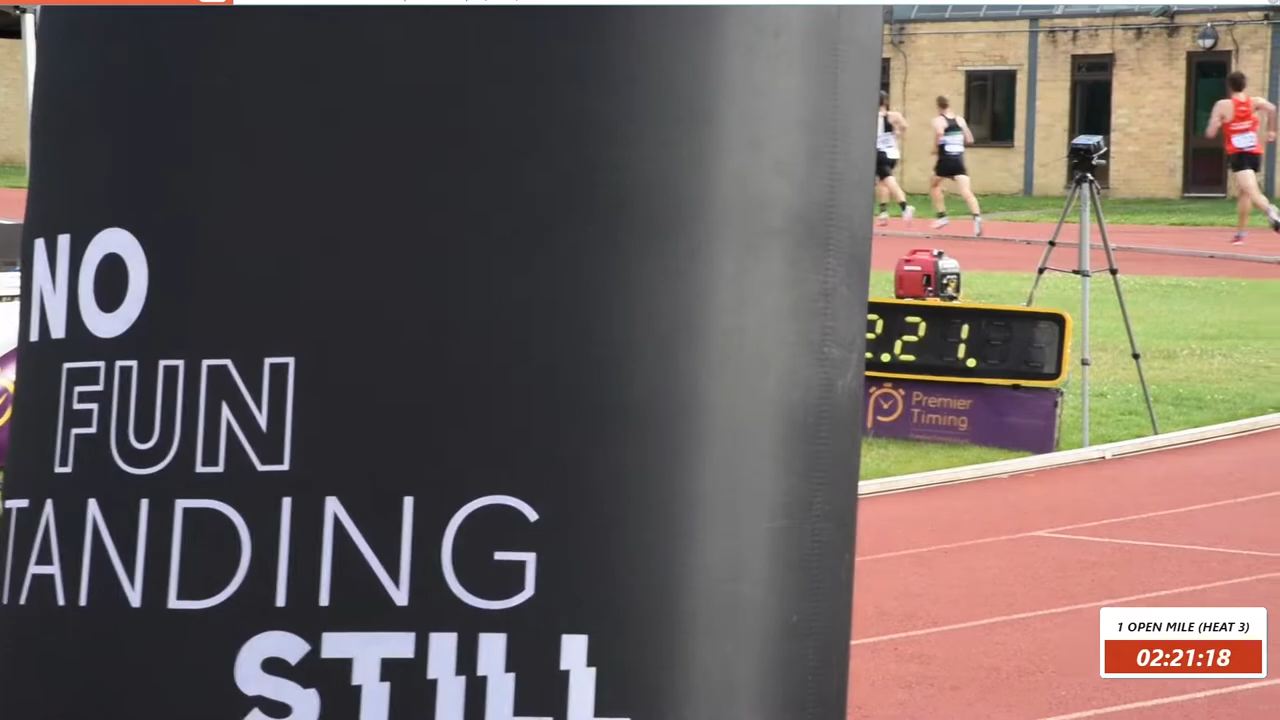 NO
FUN
TANDING
STILL
2.21.
Premier
Timing
1 OPEN MILE (HEAT 3)
02:21:18